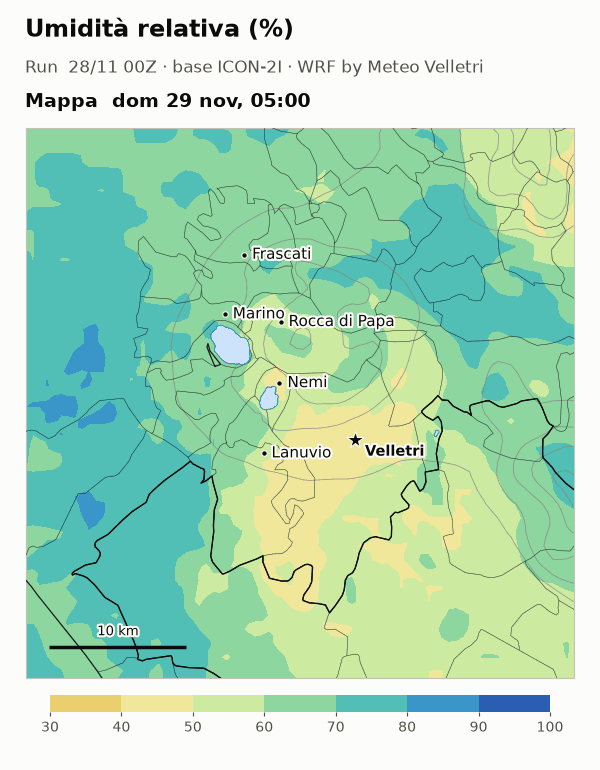 Umidità relativa (%)
Run  28/11 00Z · base ICON-2I · WRF by Meteo Velletri
Mappa  dom 29 nov, 05:00
Frascati
Marino
Rocca di Papa
Nemi
Velletri
Lanuvio
10 km
30 40 50 60 70 80 90 100